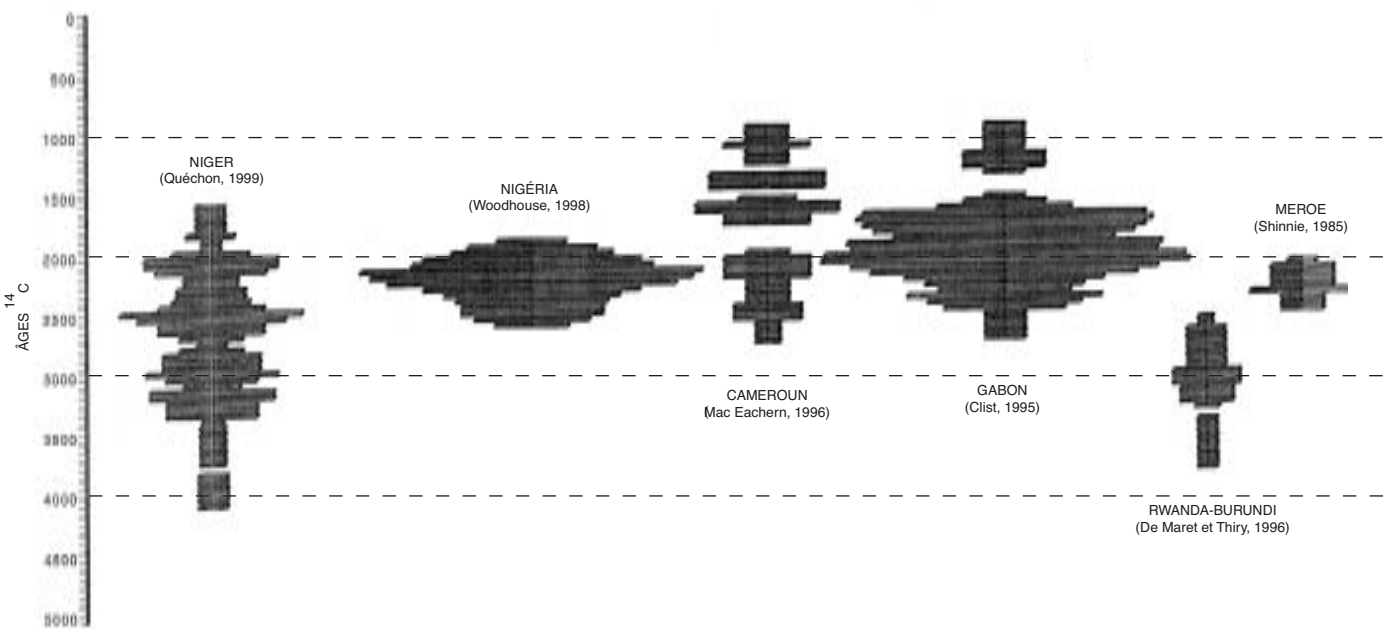 0
500
1000
1500
2000
2500
3000
3500
4000
4500
5000
ÂGES 14 C
NIGER
(Quéchon, 1999)
NIGÉRIA
(Woodhouse, 1998)
CAMEROUN
(Mac Eachern, 1996)
GABON
(Clist, 1995)
MEROE
(Shinnie, 1985)
RWANDA-BURUNDI
(De Maret et Thiry, 1996)